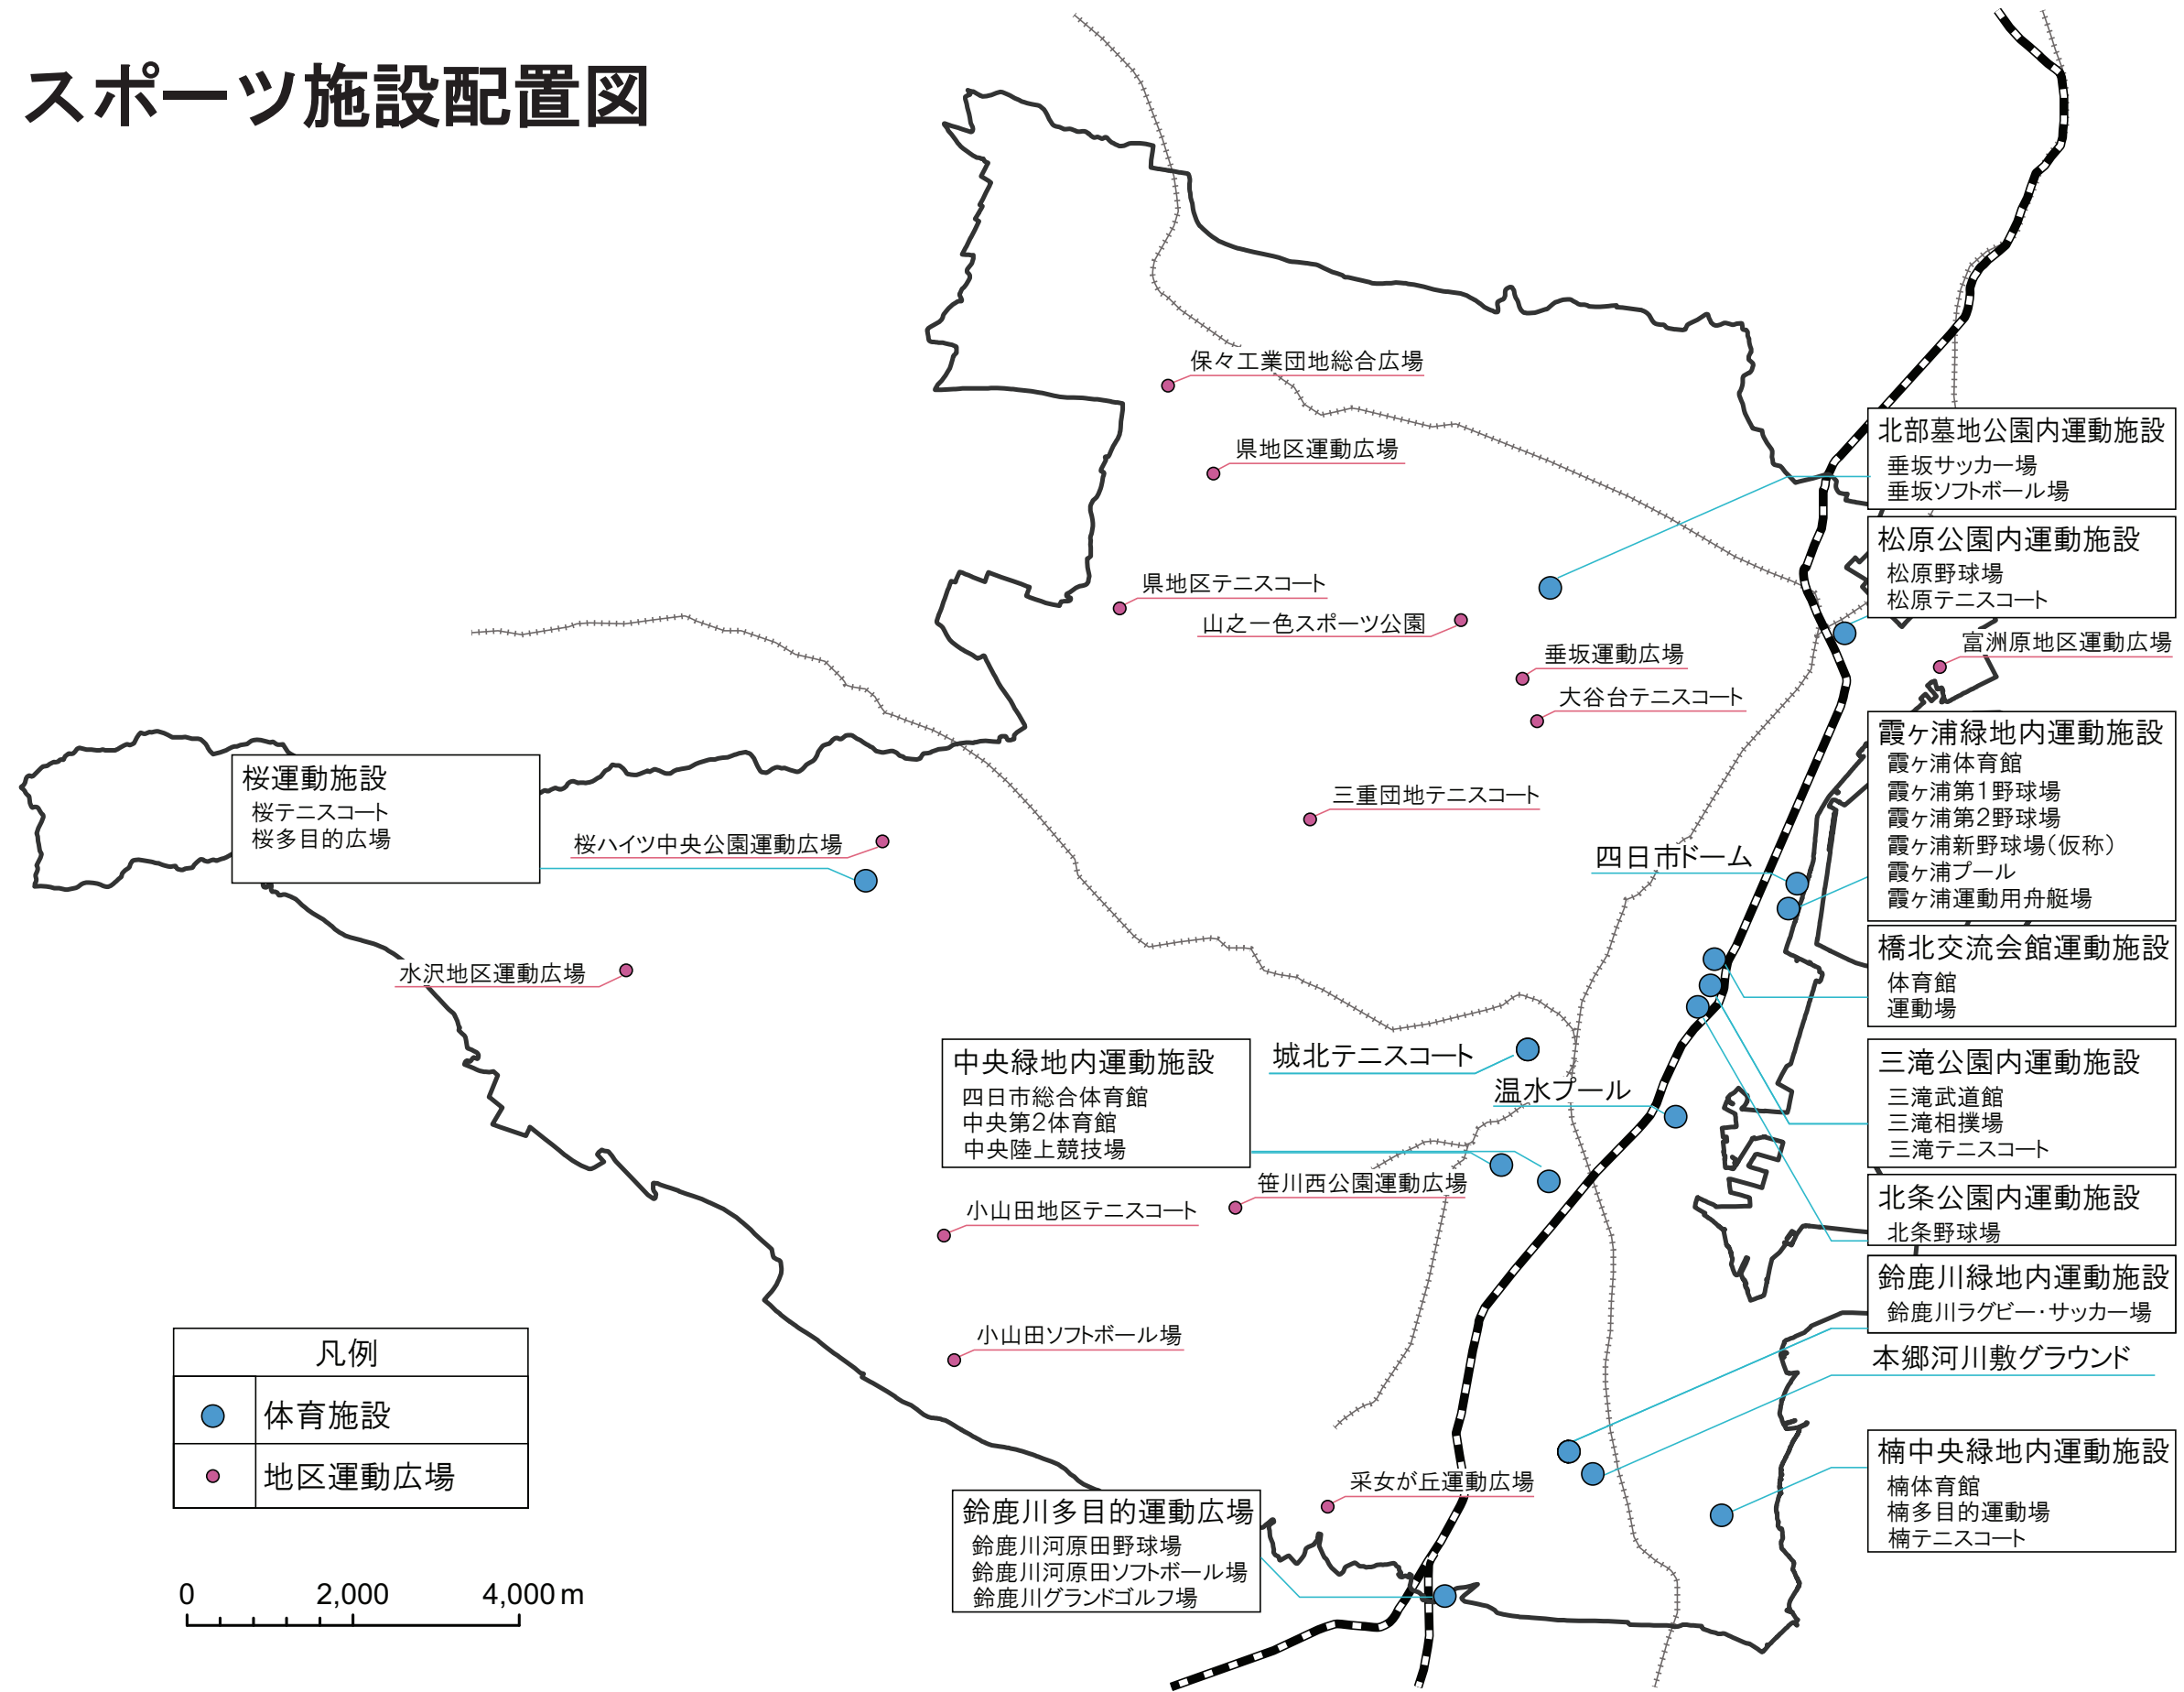 スポーツ施設配置図
保々工業団地総合広場
県地区運動広場
県地区テニスコート
山之一色スポーツ公園
垂坂運動広場
大谷台テニスコート
三重団地テニスコート
北部墓地公園内運動施設
垂坂サッカー場
垂坂ソフトボール場
松原公園内運動施設
松原野球場
松原テニスコート
富洲原地区運動広場
霞ヶ浦緑地内運動施設
霞ヶ浦体育館
霞ヶ浦第1野球場
霞ヶ浦第2野球場
霞ヶ浦新野球場(仮称)
霞ヶ浦プール
霞ヶ浦運動用舟艇場
四日市ドーム
桜運動施設
桜テニスコート
桜多目的広場
桜ハイツ中央公園運動広場
水沢地区運動広場
橋北交流会館運動施設
体育館
運動場
三滝公園内運動施設
三滝武道館
三滝相撲場
三滝テニスコート
城北テニスコート
温水プール
中央緑地内運動施設
四日市総合体育館
中央第2体育館
中央陸上競技場
笹川西公園運動広場
小山田地区テニスコート
小山田ソフトボール場
北条公園内運動施設
北条野球場
鈴鹿川緑地内運動施設
鈴鹿川ラグビー・サッカー場
本郷河川敷グラウンド
楠中央緑地内運動施設
楠体育館
楠多目的運動場
楠テニスコート
采女が丘運動広場
鈴鹿川多目的運動広場
鈴鹿川河原田野球場
鈴鹿川河原田ソフトボール場
鈴鹿川グランドゴルフ場
凡例
体育施設
地区運動広場
0 2,000 4,000 m